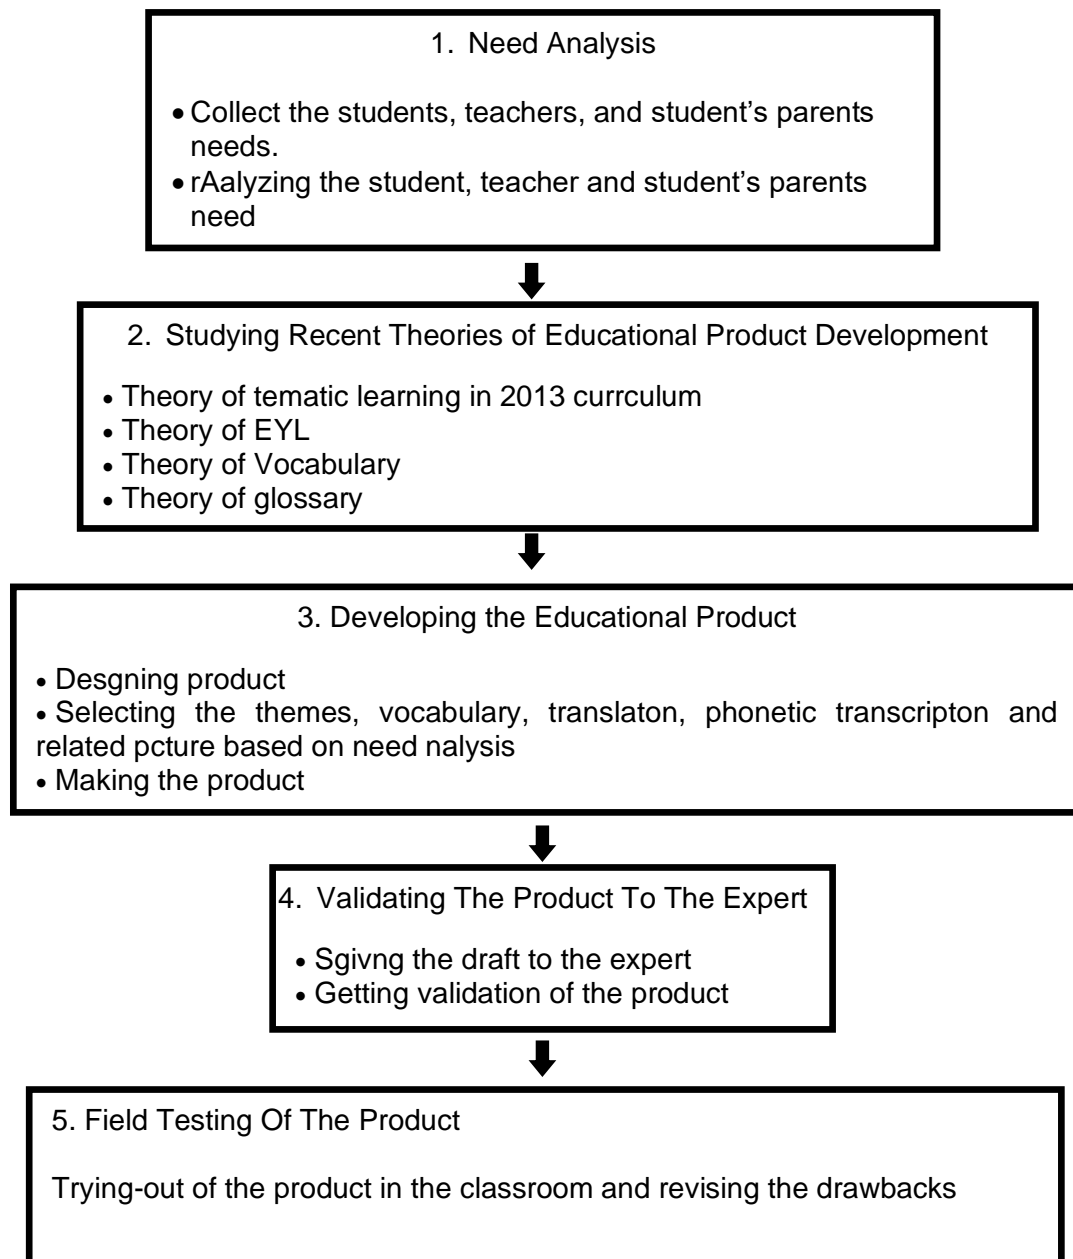 1. Need Analysis
• Collect the students, teachers, and student's parents
needs.
• rAalyzing the student, teacher and student's parents
need
2. Studying Recent Theories of Educational Product Development
• Theory of tematic learning in 2013 currculum
• Theory of EYL
• Theory of Vocabulary
• Theory of glossary
3. Developing the Educational Product
• Desgning product
• Selecting the themes, vocabulary, translaton, phonetic transcripton and
related pcture based on need nalysis
• Making the product
4. Validating The Product To The Expert
• Sgivng the draft to the expert
• Getting validation of the product
5. Field Testing Of The Product
Trying-out of the product in the classroom and revising the drawbacks